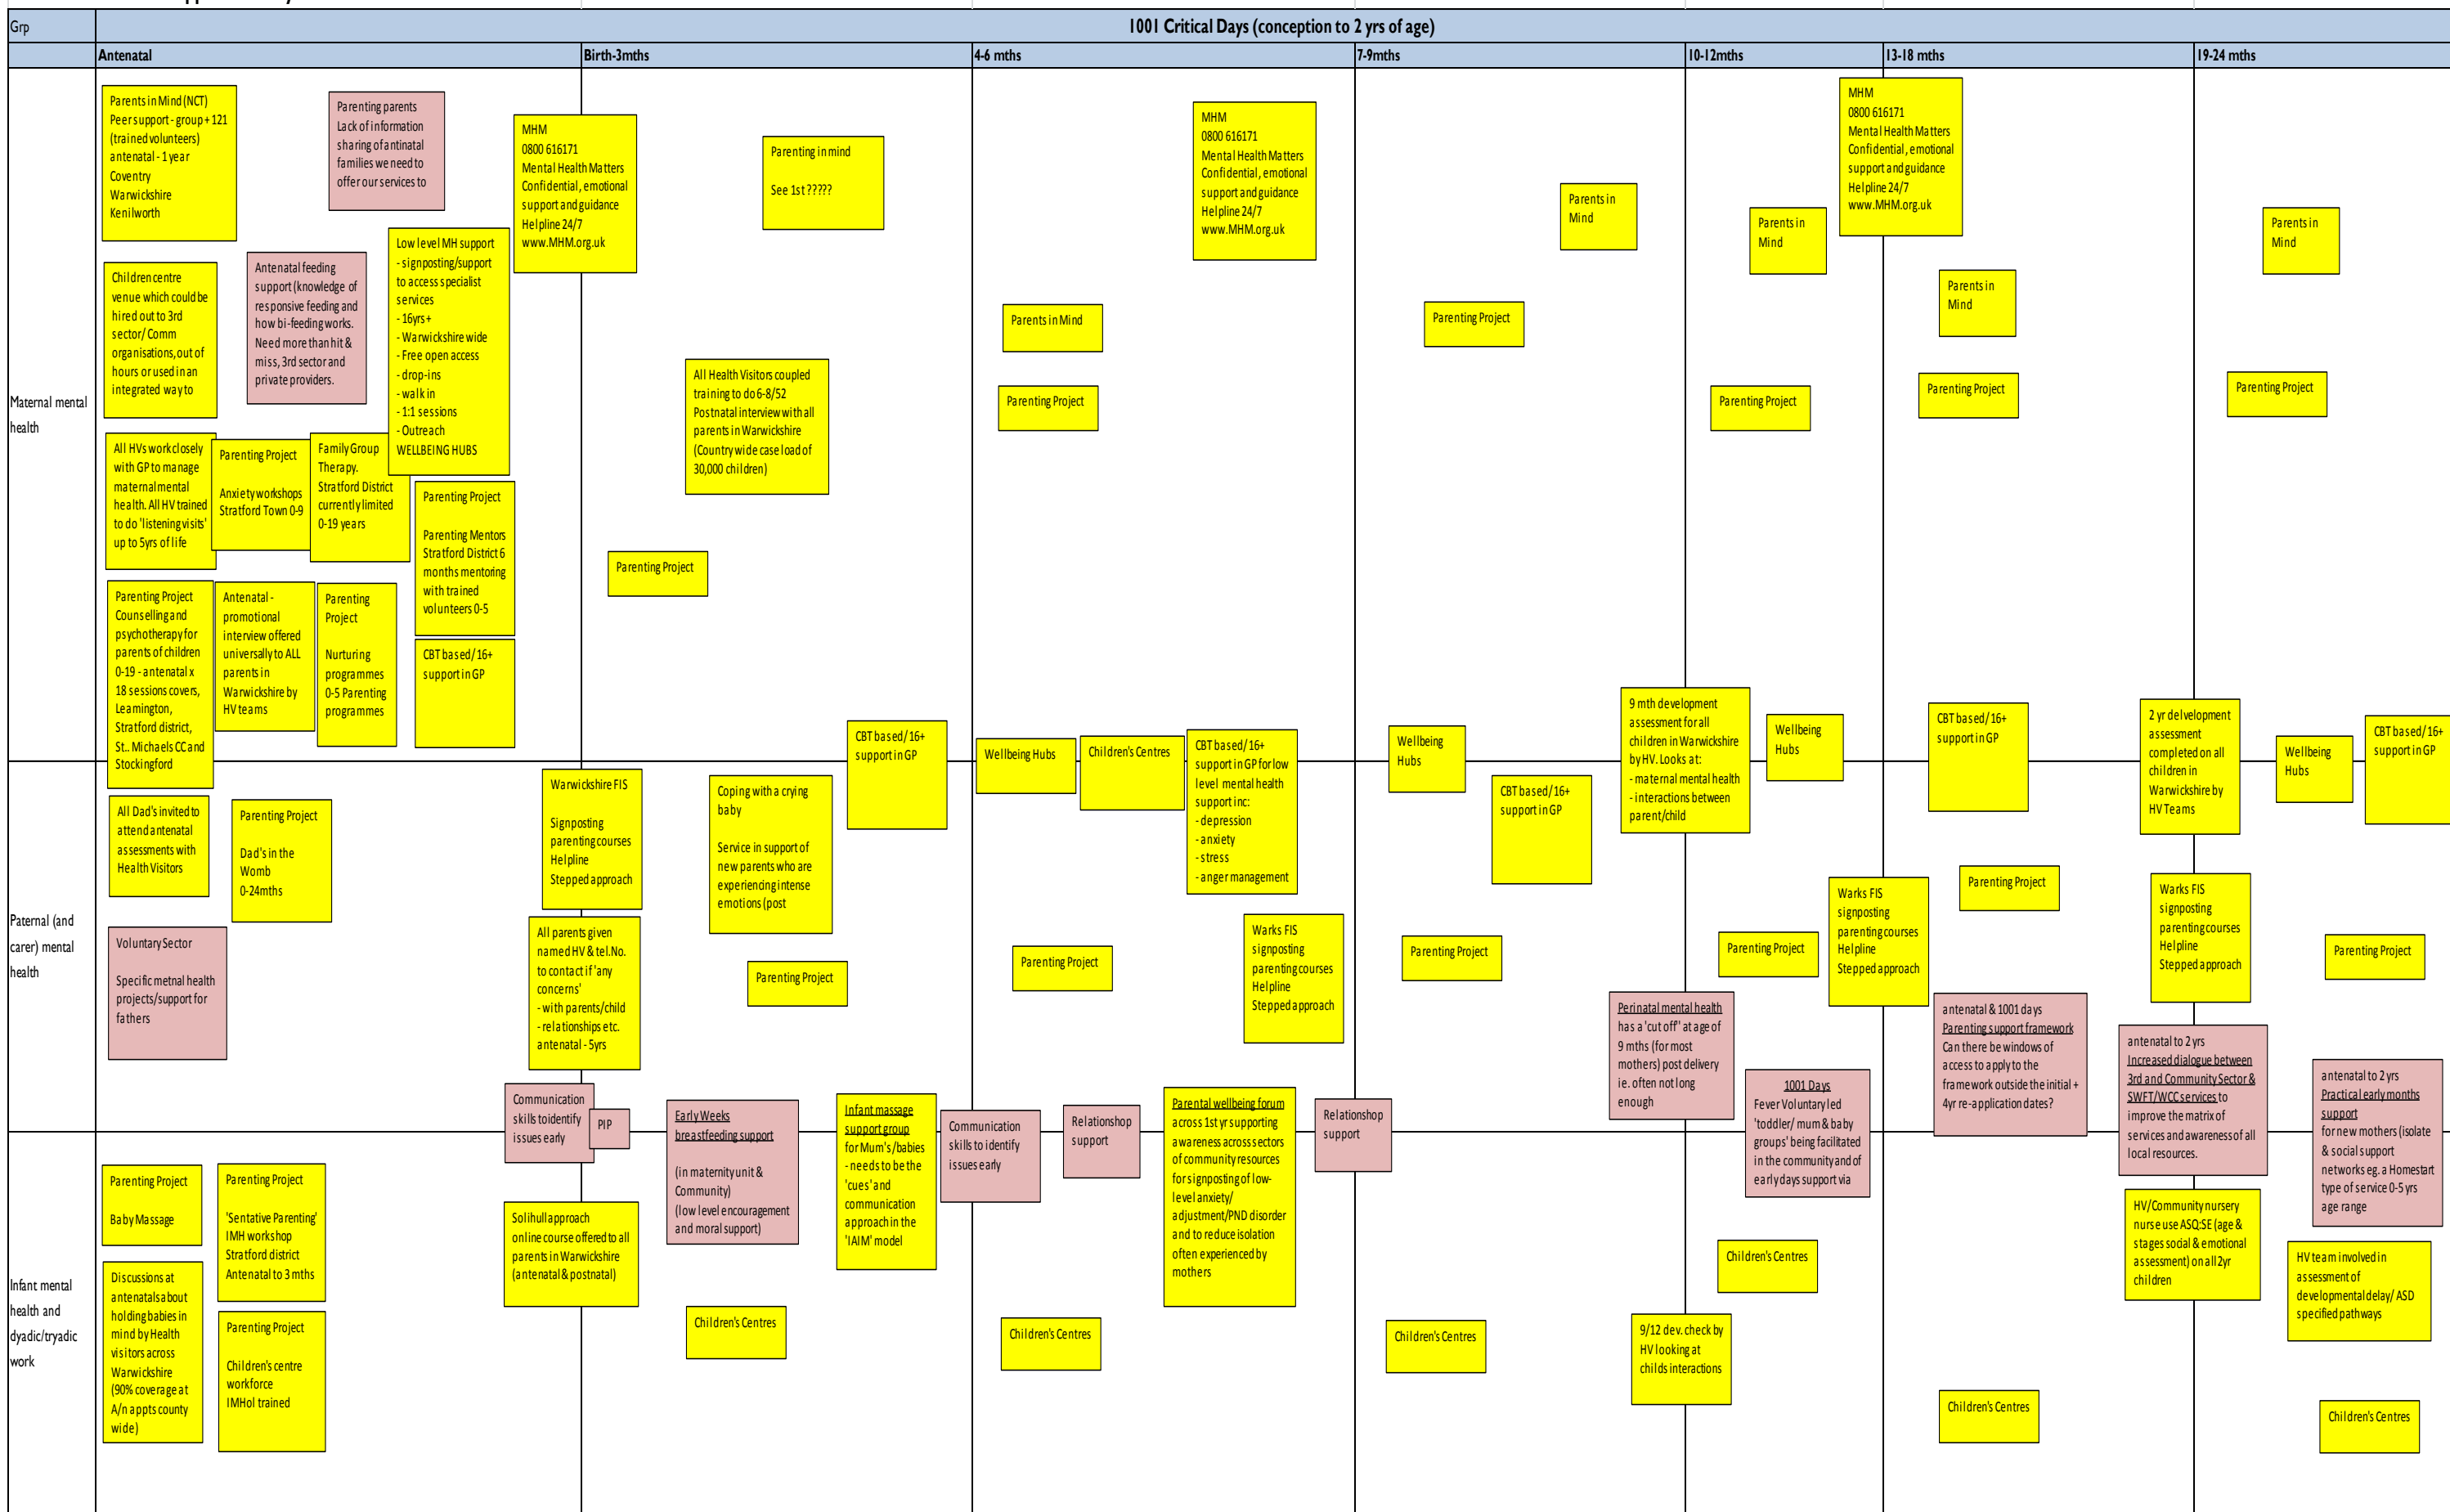 Grp
1001 Critical Days (conception to 2 yrs of age)
Antenatal
Birth-3mths
4-6 mths
7-9mths
10-12mths
13-18 mths
19-24 mths
Maternal mental
health
Parents in Mind (NCT)
Peer support - group + 121
(trained volunteers)
antenatal - 1 year
Coventry
Warwickshire
Kenilworth
Parenting parents
Lack of information
sharing of antinatal
families we need to
offer our services to
MHM
0800 616171
Mental Health Matters
Confidential, emotional
support and guidance
Helpline 24/7
www.MHM.org.uk
Children centre
venue which could be
hired out to 3rd
sector/ Comm
organisations, out of
hours or used in an
integrated way to
Antenatal feeding
support (knowledge of
responsive feeding and
how bi-feeding works.
Need more than hit &
miss, 3rd sector and
private providers.
Low level MH support
- signposting/support
to access specialist
services
- 16yrs+
- Warwickshire wide
- Free open access
- drop-ins
- walk in
- 1:1 sessions
- Outreach
WELLBEING HUBS
All HVs work closely
with GP to manage
maternal mental
health. All HV trained
to do 'listening visits'
up to 5yrs of life
Parenting Project
Anxiety workshops
Stratford Town 0-9
Family Group
Therapy.
Stratford District
currently limited
0-19 years
Parenting Project
Parenting Mentors
Stratford District 6
months mentoring
with trained
volunteers 0-5
Parenting Project
Counselling and
psychotherapy for
parents of children
0-19 - antenatal x
18 sessions covers,
Leamington,
Stratford district,
St.. Michaels CC and
Stockingford
Antenatal -
promotional
interview offered
universally to ALL
parents in
Warwickshire by
HV teams
Parenting
Project
Nurturing
programmes
0-5 Parenting
programmes
CBT based/ 16+
support in GP
Parenting in mind
See 1st ?????
All Health Visitors coupled
training to do 6-8/52
Postnatal interview with all
parents in Warwickshire
(Country wide case load of
30,000 children)
Parenting Project
CBT based/ 16+
support in GP
MHM
0800 616171
Mental Health Matters
Confidential, emotional
support and guidance
Helpline 24/7
www.MHM.org.uk
Parents in Mind
Parenting Project
Wellbeing Hubs
Children's Centres
CBT based/ 16+
support in GP for low
level mental health
support inc:
- depression
- anxiety
- stress
- anger management
Parents in
Mind
Parenting Project
Wellbeing
Hubs
CBT based/ 16+
support in GP
9 mth development
assessment for all
children in Warwickshire
by HV. Looks at:
- maternal mental health
- interactions between
parent/child
Parents in
Mind
Parenting Project
Wellbeing
Hubs
MHM
0800 616171
Mental Health Matters
Confidential, emotional
support and guidance
Helpline 24/7
www.MHM.org.uk
Parents in
Mind
Parenting Project
CBT based/ 16+
support in GP
2 yr delvelopment
assessment
completed on all
children in
Warwickshire by
HV Teams
Parents in
Mind
Parenting Project
Wellbeing
Hubs
CBT based/ 16+
support in GP
Paternal (and
carer) mental
health
All Dad's invited to
attend antenatal
assessments with
Health Visitors
Parenting Project
Dad's in the
Womb
0-24mths
Voluntary Sector
Specific metnal health
projects/support for
fathers
Warwickshire FIS
Signposting
parenting courses
Helpline
Stepped approach
All parents given
named HV & tel.No.
to contact if 'any
concerns'
- with parents/child
- relationships etc.
antenatal - 5yrs
Coping with a crying
baby
Service in support of
new parents who are
experiencing intense
emotions (post
Parenting Project
Parenting Project
Warks FIS
signposting
parenting courses
Helpline
Stepped approach
Parenting Project
Parenting Project
Perinatal mental health
has a 'cut off' at age of
9 mths (for most
mothers) post delivery
ie. often not long
enough
Warks FIS
signposting
parenting courses
Helpline
Stepped approach
Parenting Project
antenatal & 1001 days
Parenting support framework
Can there be windows of
access to apply to the
framework outside the initial +
4yr re-application dates?
Warks FIS
signposting
parenting courses
Helpline
Stepped approach
Parenting Project
Communication
skills toidentify
issues early
PIP
Early Weeks
breastfeeding support
(in maternity unit &
Community)
(low level encouragement
and moral support)
Infant massage
support group
for Mum's /babies
- needs to be the
'cues' and
communication
approach in the
'IAIM' model
Communication
skills to identify
issues early
Relationshop
support
Parental wellbeing forum
across 1st yr supporting
awareness across sectors
of community resources
for signposting of low-
level anxiety/
adjustment/PND disorder
and to reduce isolation
often experienced by
mothers
Relationshop
support
1001 Days
Fever Voluntary led
'toddler/ mum & baby
groups' being facilitated
in the community and of
early days support via
antenatal to 2 yrs
Increased dialogue between
3rd and Community Sector &
SWFT/WCC services to
improve the matrix of
services and awareness of all
local resources.
antenatal to 2 yrs
Practical early months
support
for new mothers (isolate
& social support
networks eg. a Homestart
type of service 0-5 yrs
age range
Infant mental
health and
dyadic/tryadic
work
Parenting Project
Baby Massage
Parenting Project
'Sentative Parenting'
IMH workshop
Stratford district
Antenatal to 3 mths
Discussions at
antenatals about
holding babies in
mind by Health
visitors across
Warwickshire
(90% coverage at
A/n appts county
wide)
Parenting Project
Children's centre
workforce
IMHol trained
Solihull approach
online course offered to all
parents in Warwickshire
(antenatal & postnatal)
Children's Centres
Children's Centres
Children's Centres
Children's Centres
9/12 dev. check by
HV looking at
childs interactions
HV/Community nursery
nurse use ASQ:SE (age &
stages social & emotional
assessment) on all 2yr
children
HV team involved in
assessment of
developmental delay/ ASD
specified pathways
Children's Centres
Children's Centres